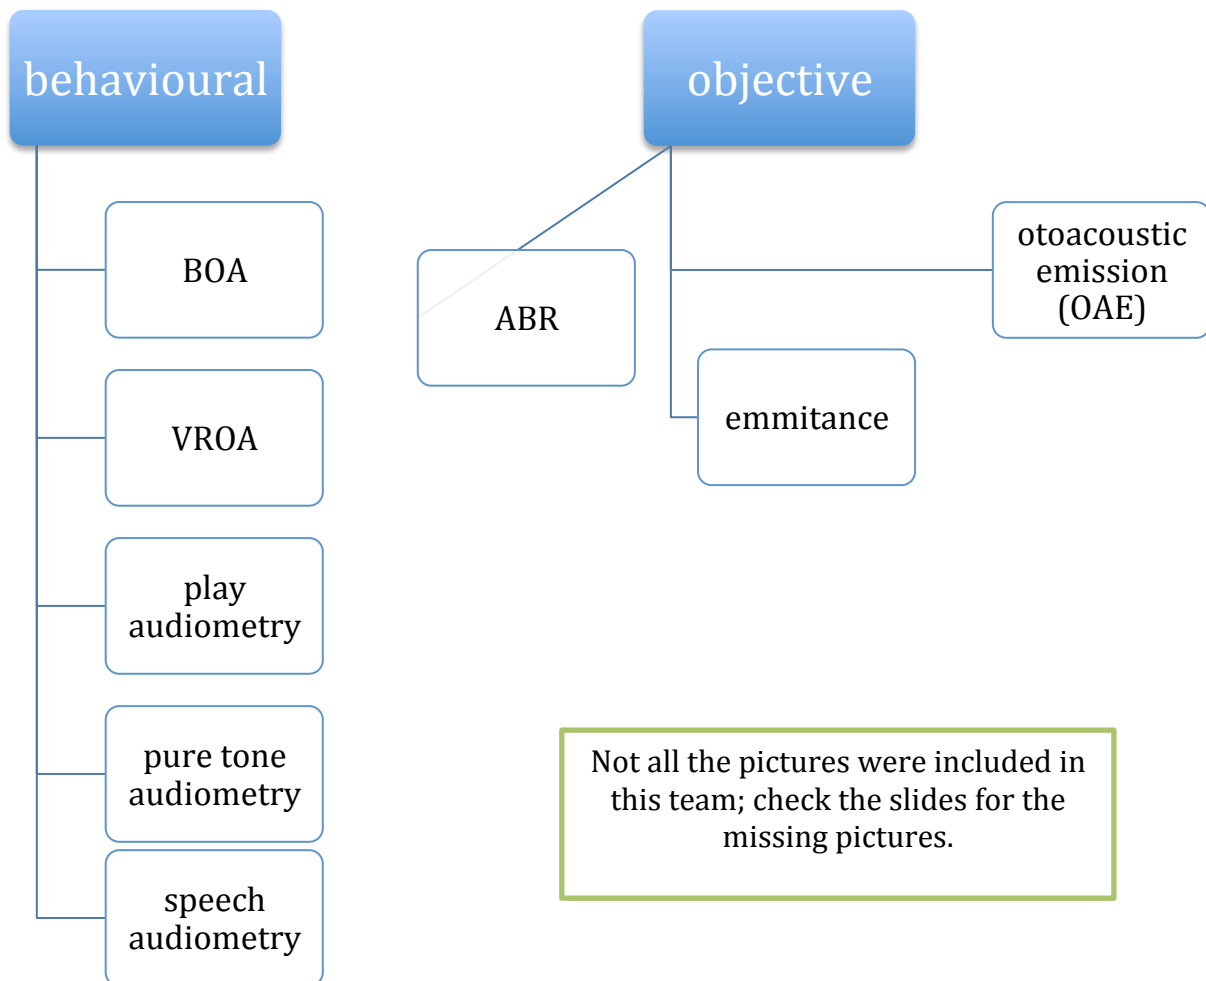 behavioural
BOA
VROA
play
audiometry
pure tone
audiometry
speech
audiometry
objective
ABR
emmitance
otoacoustic
emission
(OAE)
Not all the pictures were included in
this team; check the slides for the
missing pictures.